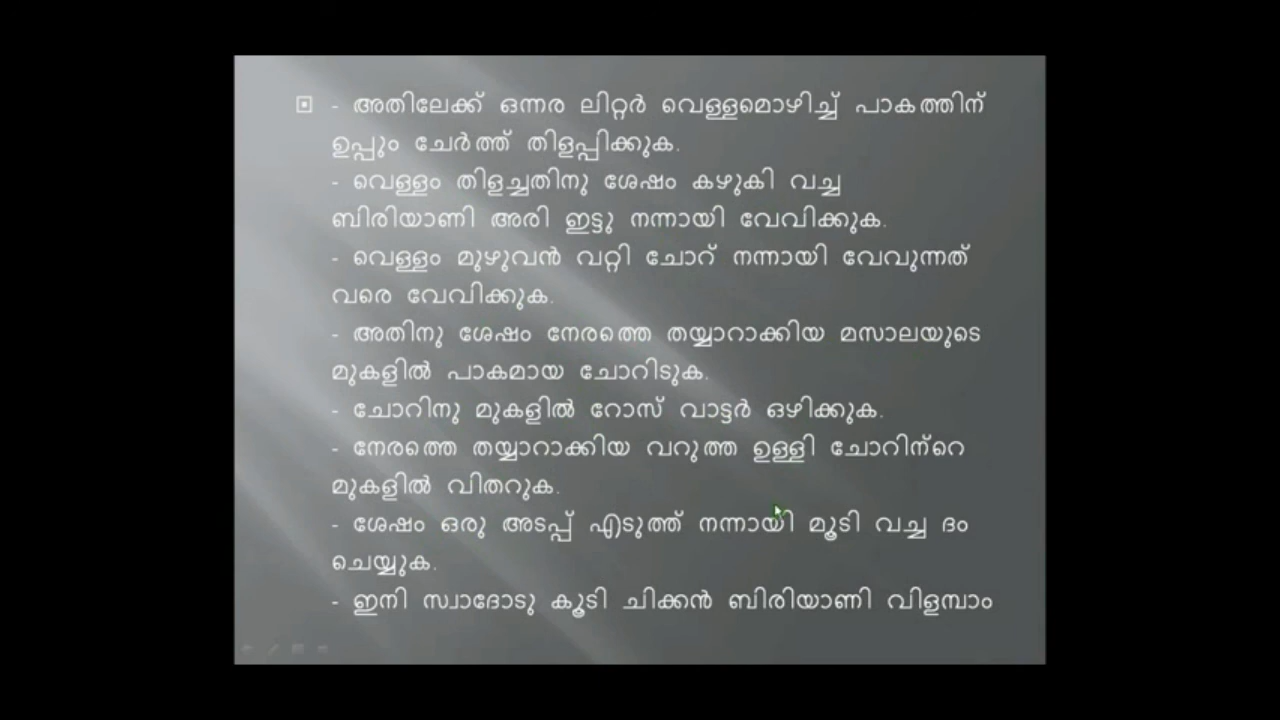 - അതിലേക്ക് ഒന്നര ലിറ്റർ വെള്ളമൊഴിച്ച് പാകത്തിന്
ഉപ്പും ചേർത്ത് തിളപ്പിക്കുക.
- വെള്ളം തിളച്ചതിനു ശേഷം കഴുകി വച്ച
ബിരിയാണി അരി ഇട്ടു നന്നായി വേവിക്കുക.
- വെള്ളം മുഴുവൻ വറ്റി ചോറ് നന്നായി വേവുന്നത്
വരെ വേവിക്കുക.
- അതിനു ശേഷം നേരത്തെ തയ്യാറാക്കിയ മസാലയുടെ
മുകളിൽ പാകമായ ചോറിടുക.
- ചോറിനു മുകളിൽ റോസ് വാട്ടർ ഒഴിക്കുക.
- നേരത്തെ തയ്യാറാക്കിയ വറുത്ത ഉള്ളി ചോറിന്റെ
മുകളിൽ വിതറുക.
- ശേഷം ഒരു അടപ്പ് എടുത്ത് നന്നായി മൂടി വച്ച ദം
ചെയ്യുക.
- ഇനി സ്വാദോടു കൂടി ചിക്കൻ ബിരിയാണി വിളമ്പാം